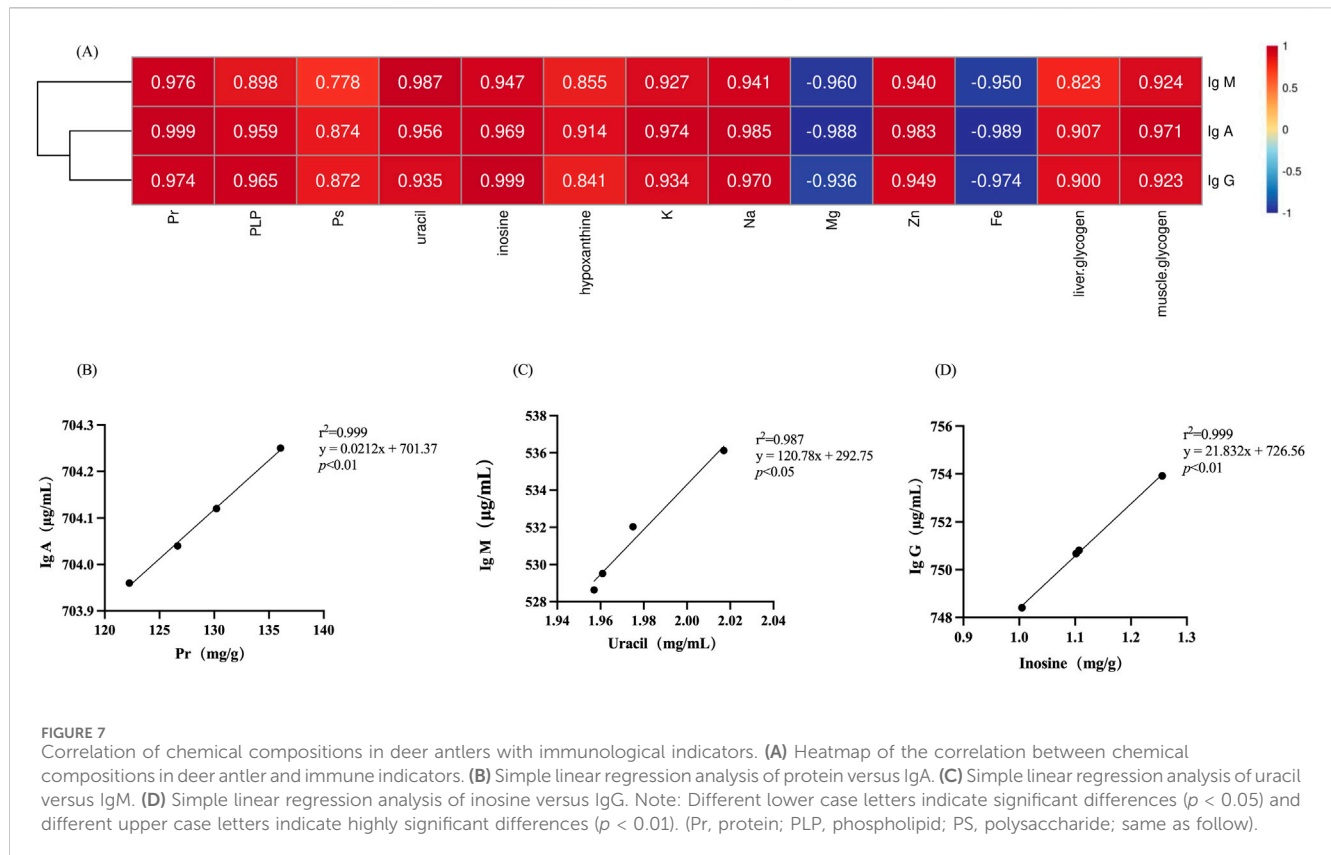 (A)
0.976 0.898 0.778 0.987 0.947 0.855 0.927 0.941 -0.960 0.940 -0.950 0.823 0.924 Ig M
0.999 0.959 0.874 0.956 0.969 0.914 0.974 0.985 -0.988 0.983 -0.989 0.907 0.971 Ig A
0.974 0.965 0.872 0.935 0.999 0.841 0.934 0.970 -0.936 0.949 -0.974 0.900 0.923 Ig G
Pr PLP Ps uracil inosine hypoxanthine K Na Mg Zn Fe liver.glycogen muscle.glycogen
1
0.5
0
-0.5
-1
(B)
r²=0.999
y = 0.0212x + 701.37
p<0.01
Ig A（μg/mL）
704.3
704.2
704.1
704.0
703.9
120 125 130 135 140
Pr（mg/g）
(C)
r²=0.987
y = 120.78x + 292.75
p<0.05
Ig M（μg/mL）
538
536
534
532
530
528
1.94 1.96 1.98 2.00 2.02 2.04
Uracil（mg/mL）
(D)
r²=0.999
y = 21.832x + 726.56
p<0.01
Ig G（μg/mL）
756
754
752
750
748
0.9 1.0 1.1 1.2 1.3
Inosine（mg/g）
FIGURE 7
Correlation of chemical compositions in deer antlers with immunological indicators. (A) Heatmap of the correlation between chemical
compositions in deer antler and immune indicators. (B) Simple linear regression analysis of protein versus IgA. (C) Simple linear regression analysis of uracil
versus IgM. (D) Simple linear regression analysis of inosine versus IgG. Note: Different lower case letters indicate significant differences (p < 0.05) and
different upper case letters indicate highly significant differences (p < 0.01). (Pr, protein; PLP, phospholipid; PS, polysaccharide; same as follow).